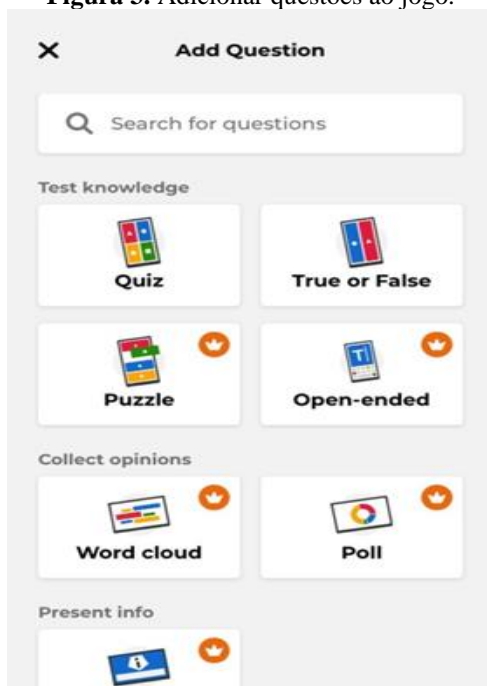 Figura 3. Adicionar questões ao jogo.
Add Question
Search for questions
Test knowledge
Quiz
True or False
Puzzle
Open-ended
Collect opinions
Word cloud
Poll
Present info